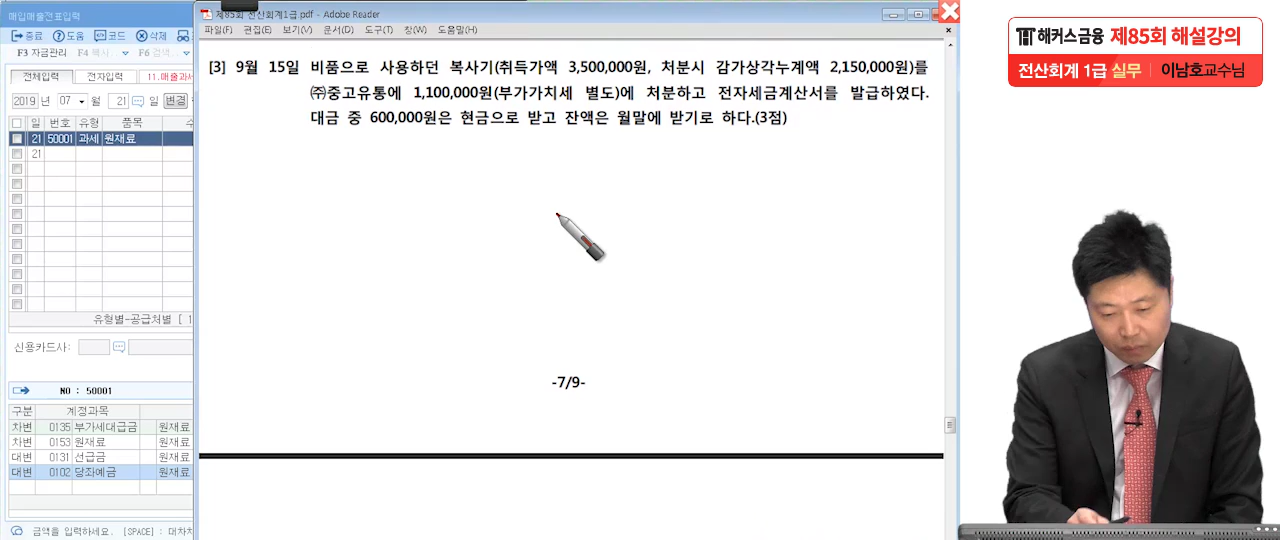 매입매출전표입력
종료 도움 코드 삭제
F3 자금관리 F4 복사 F6 검색
전체입력 전자입력 11.매출과세
2019 년 07 월 21 일 변경
일 번호 유형 품목 수
21 50001 과세 원재료
21
유형별-공급처별 [ 1
신용카드사:
NO : 50001
구분 계정과목
차변 0135 부가세대급금 원재료
차변 0153 원재료 원재료
대변 0131 선급금 원재료
대변 0102 당좌예금 원재료
금액을 입력하세요. [SPACE] : 대차차
제85회 전산회계1급.pdf - Adobe Reader
파일(F) 편집(E) 보기(V) 문서(D) 도구(T) 창(W) 도움말(H)
[3] 9월 15일 비품으로 사용하던 복사기(취득가액 3,500,000원, 처분시 감가상각누계액 2,150,000원)를
㈜중고유통에 1,100,000원(부가가치세 별도)에 처분하고 전자세금계산서를 발급하였다.
대금 중 600,000원은 현금으로 받고 잔액은 월말에 받기로 하다.(3점)
-7/9-
해커스금융 제85회 해설강의
전산회계 1급 실무 | 이남호교수님